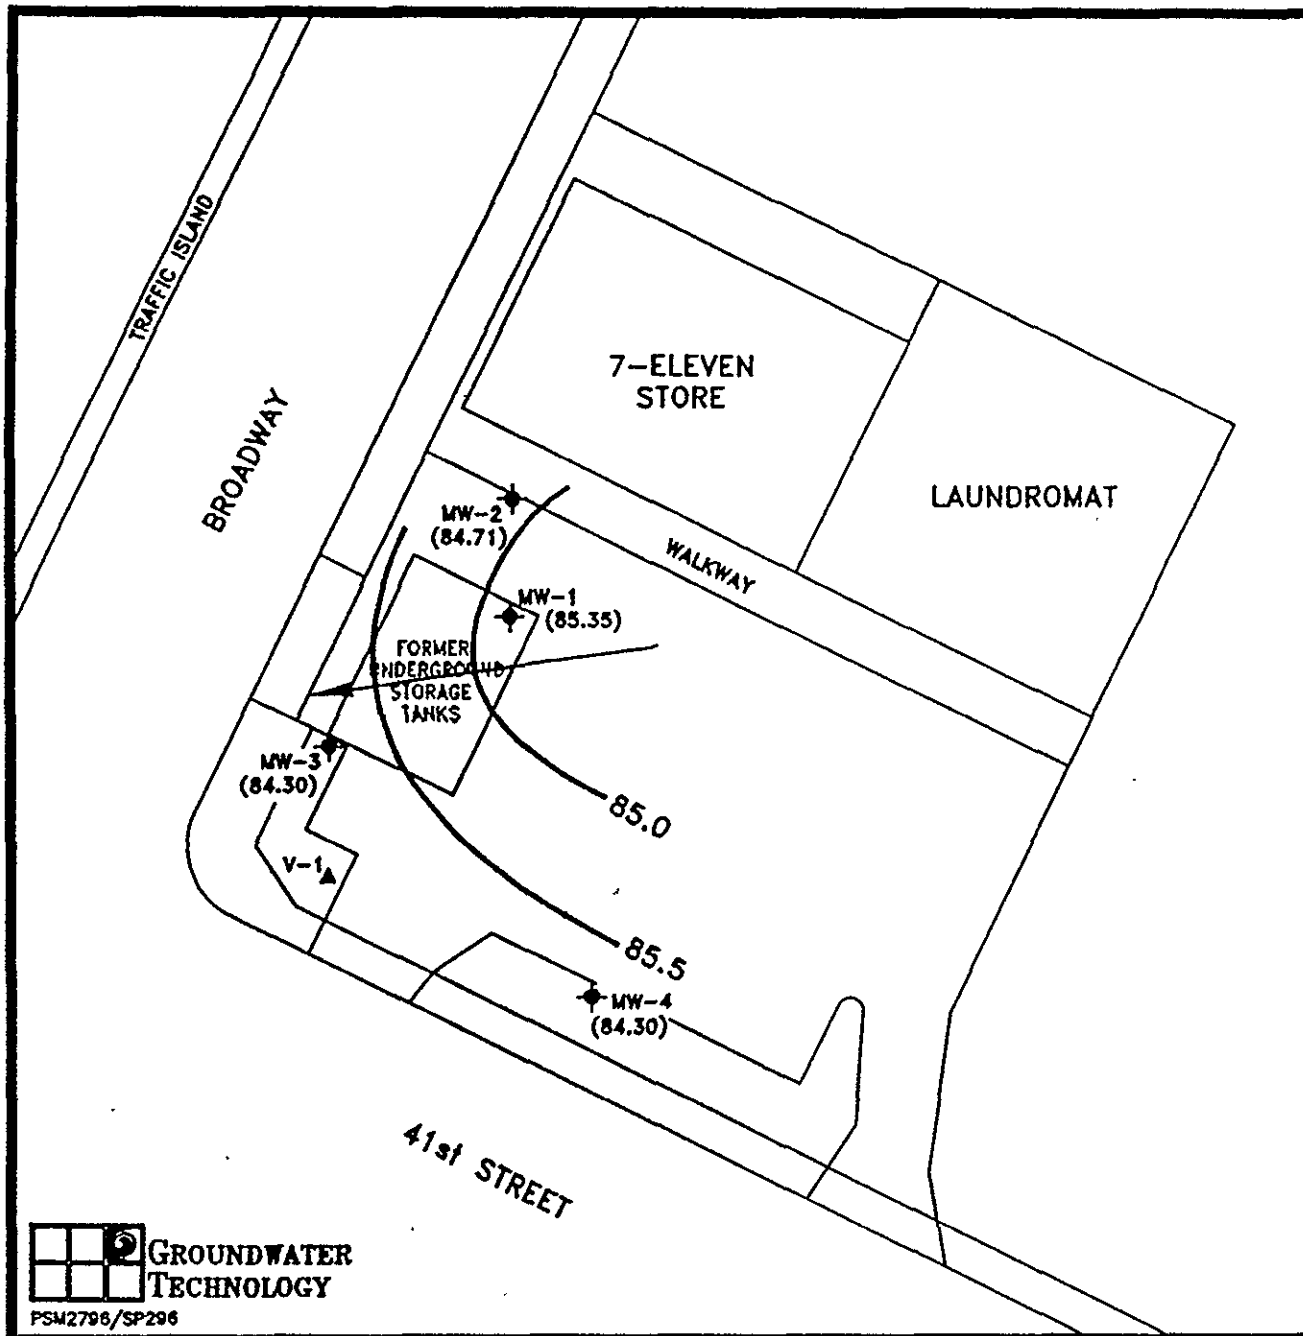 TRAFFIC ISLAND
BROADWAY
7-ELEVEN
STORE
LAUNDROMAT
WALKWAY
MW-2
(84.71)
MW-1
(85.35)
FORMER
UNDERGROUND
STORAGE
TANKS
MW-3
(84.30)
85.0
V-1
85.5
MW-4
(84.30)
41st STREET
GROUNDWATER
TECHNOLOGY
PSM2796/SP296